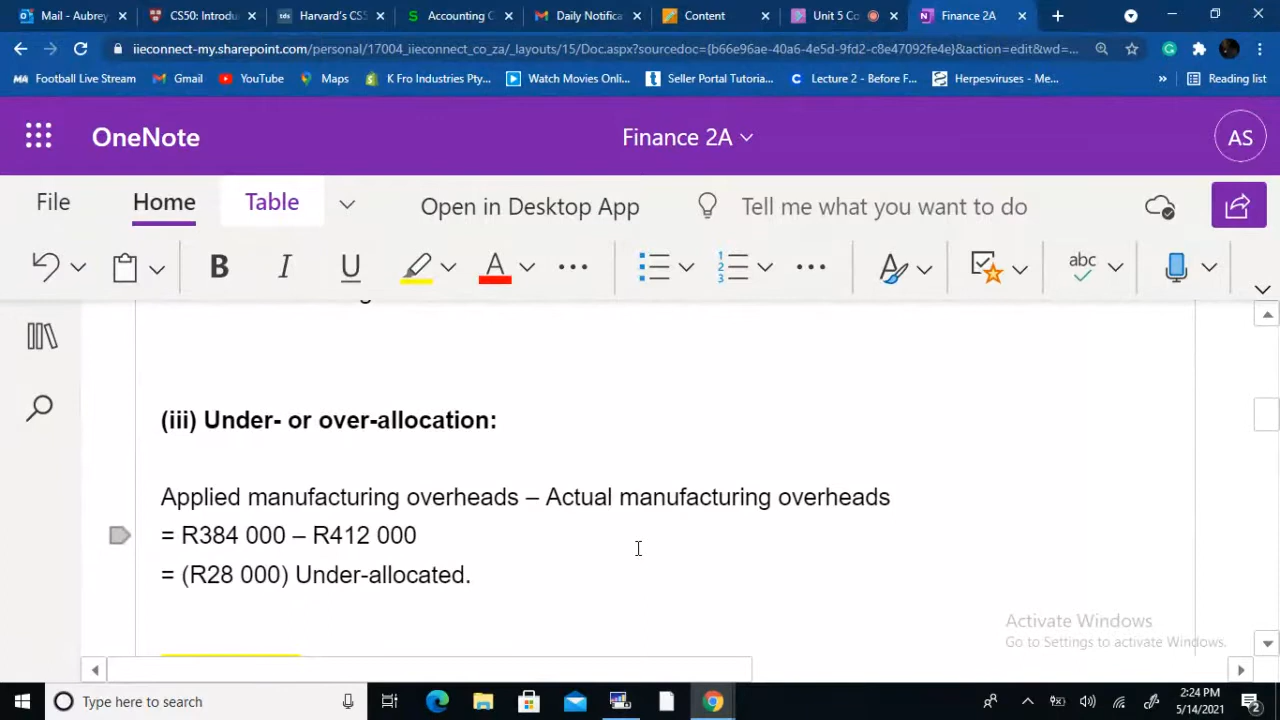 Mail - Aubrey
CS50: Introdu
tds
Harvard's CS5
Accounting C
Daily Notifica
Content
Unit 5 Co
Finance 2A
iieconnect-my.sharepoint.com/personal/17004_iieconnect_co_za/_layouts/15/Doc.aspx?sourcedoc={b66e96ae-40a6-4e5d-9fd2-c8e47092fe4e}&action=edit&wd=...
MA Football Live Stream
Gmail
YouTube
Maps
K Fro Industries Pty...
Watch Movies Onli...
Seller Portal Tutoria...
Lecture 2 - Before F...
Herpesviruses - Me...
»
Reading list
OneNote
Finance 2A
AS
File
Home
Table
Open in Desktop App
Tell me what you want to do
B I U A
abc
(iii) Under- or over-allocation:
Applied manufacturing overheads – Actual manufacturing overheads
= R384 000 – R412 000
= (R28 000) Under-allocated.
Activate Windows
Go to Settings to activate Windows.
Type here to search
2:24 PM
5/14/2021
2